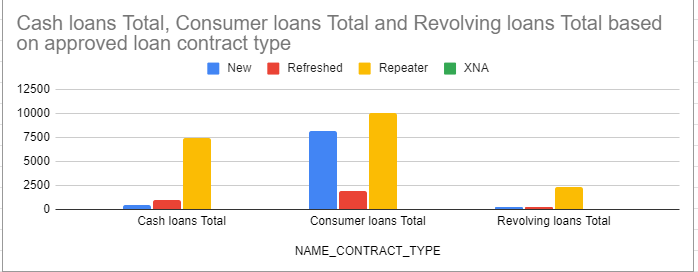 Cash loans Total, Consumer loans Total and Revolving loans Total based
on approved loan contract type
New Refreshed Repeater XNA
12500
10000
7500
5000
2500
0
Cash loans Total Consumer loans Total Revolving loans Total
NAME_CONTRACT_TYPE